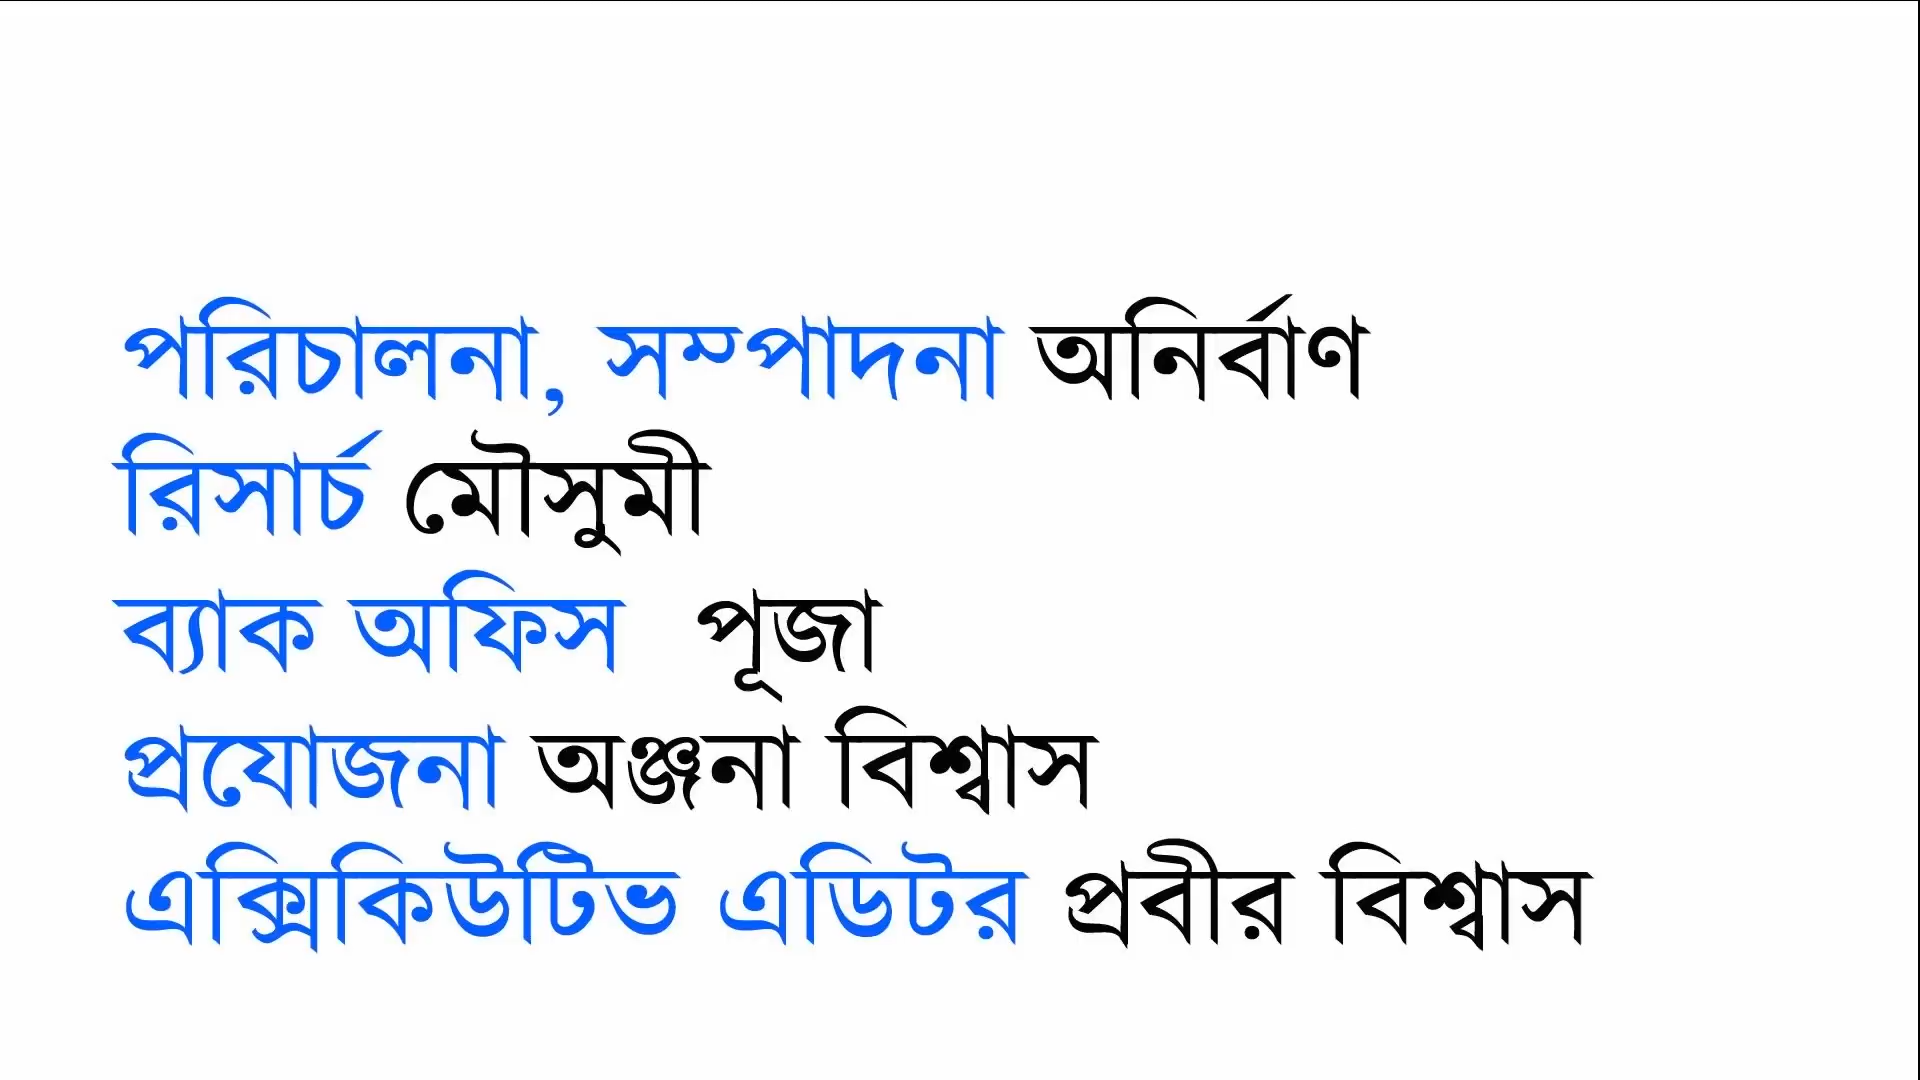 পরিচালনা, সম্পাদনা অনির্বাণ
রিসার্চ মৌসুমী
ব্যাক অফিস পূজা
প্রযোজনা অঞ্জনা বিশ্বাস
এক্সিকিউটিভ এডিটর প্রবীর বিশ্বাস